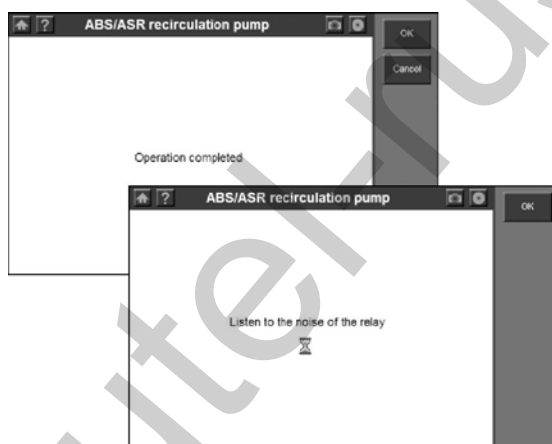 ABS/ASR recirculation pump
OK
Cancel
Operation completed
ABS/ASR recirculation pump
OK
Listen to the noise of the relay